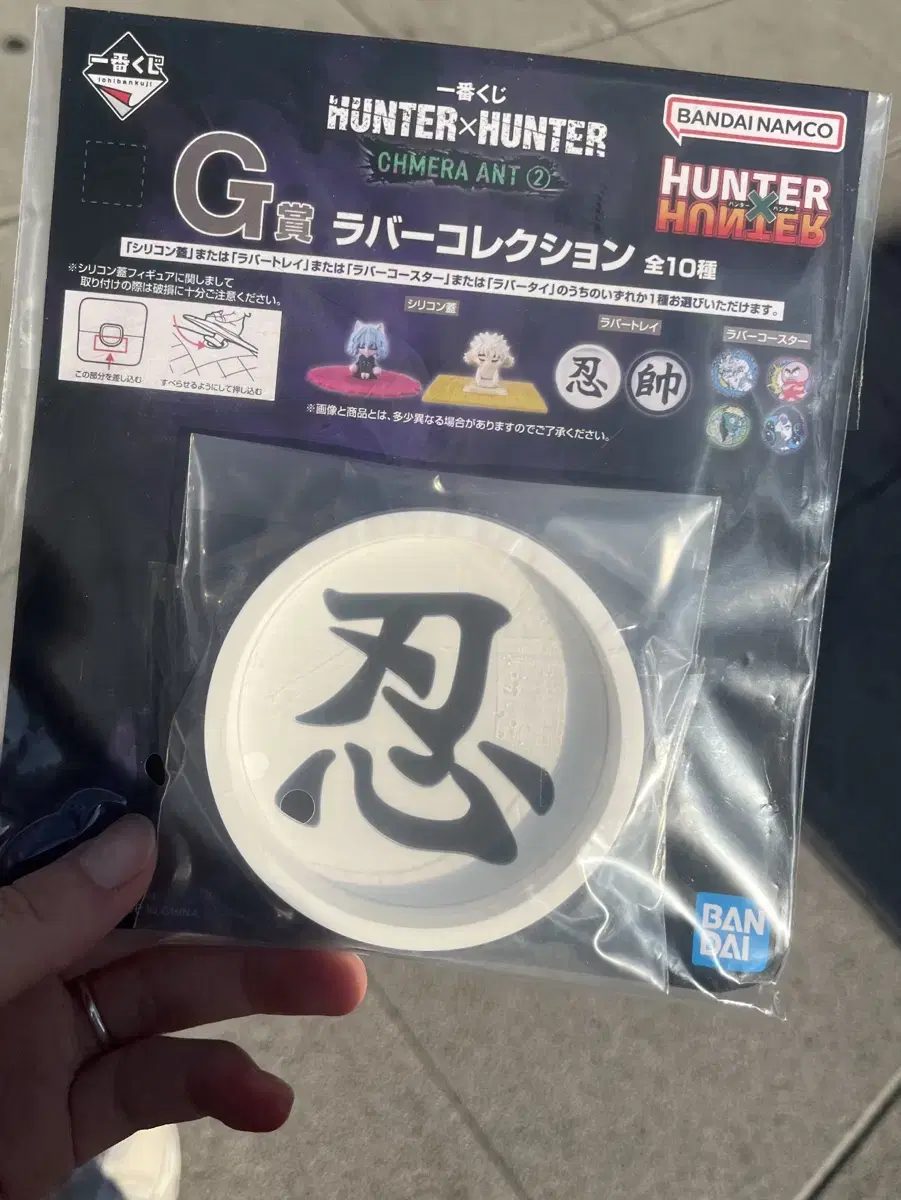 一番くじ
ichibankuji
一番くじ
HUNTER×HUNTER
CHMERA ANT ②
BANDAI NAMCO
HUNTER
ハンター×ハンター
HUNTER
G賞 ラバーコレクション 全10種
「シリコン蓋」または「ラバートレイ」または「ラバーコースター」または「ラバータイ」のうちのいずれか1種お選びいただけます。
※シリコン蓋フィギュアに関しまして
取り付けの際は破損に十分ご注意ください。
この部分を差し込む
すべらせるようにして押し込む
シリコン蓋
ラバートレイ
ラバーコースター
忍
帥
※画像と商品とは、多少異なる場合がありますのでご了承ください。
忍
IN CHINA
BAN
DAI